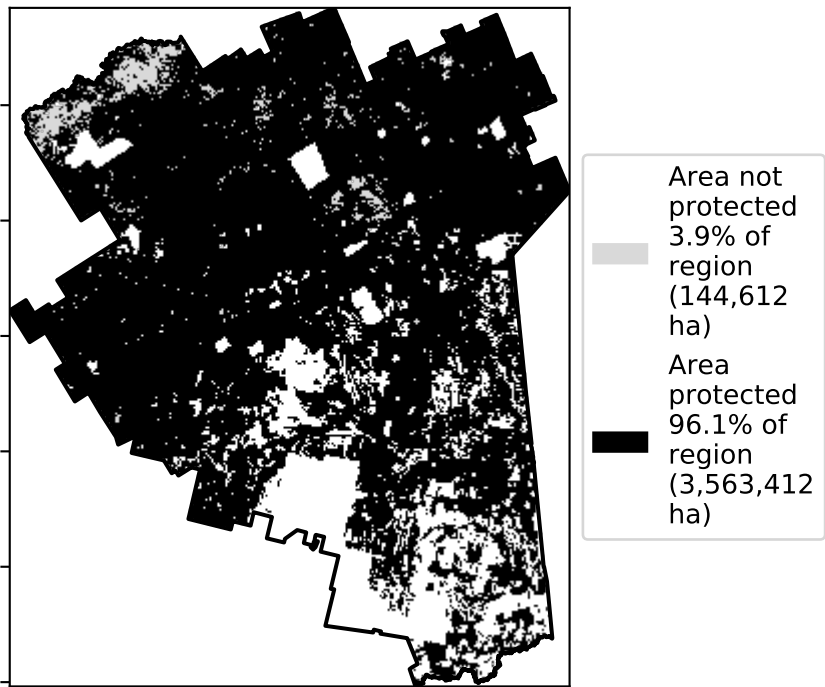 Area not
protected
3.9% of
region
(144,612
ha)
Area
protected
96.1% of
region
(3,563,412
ha)